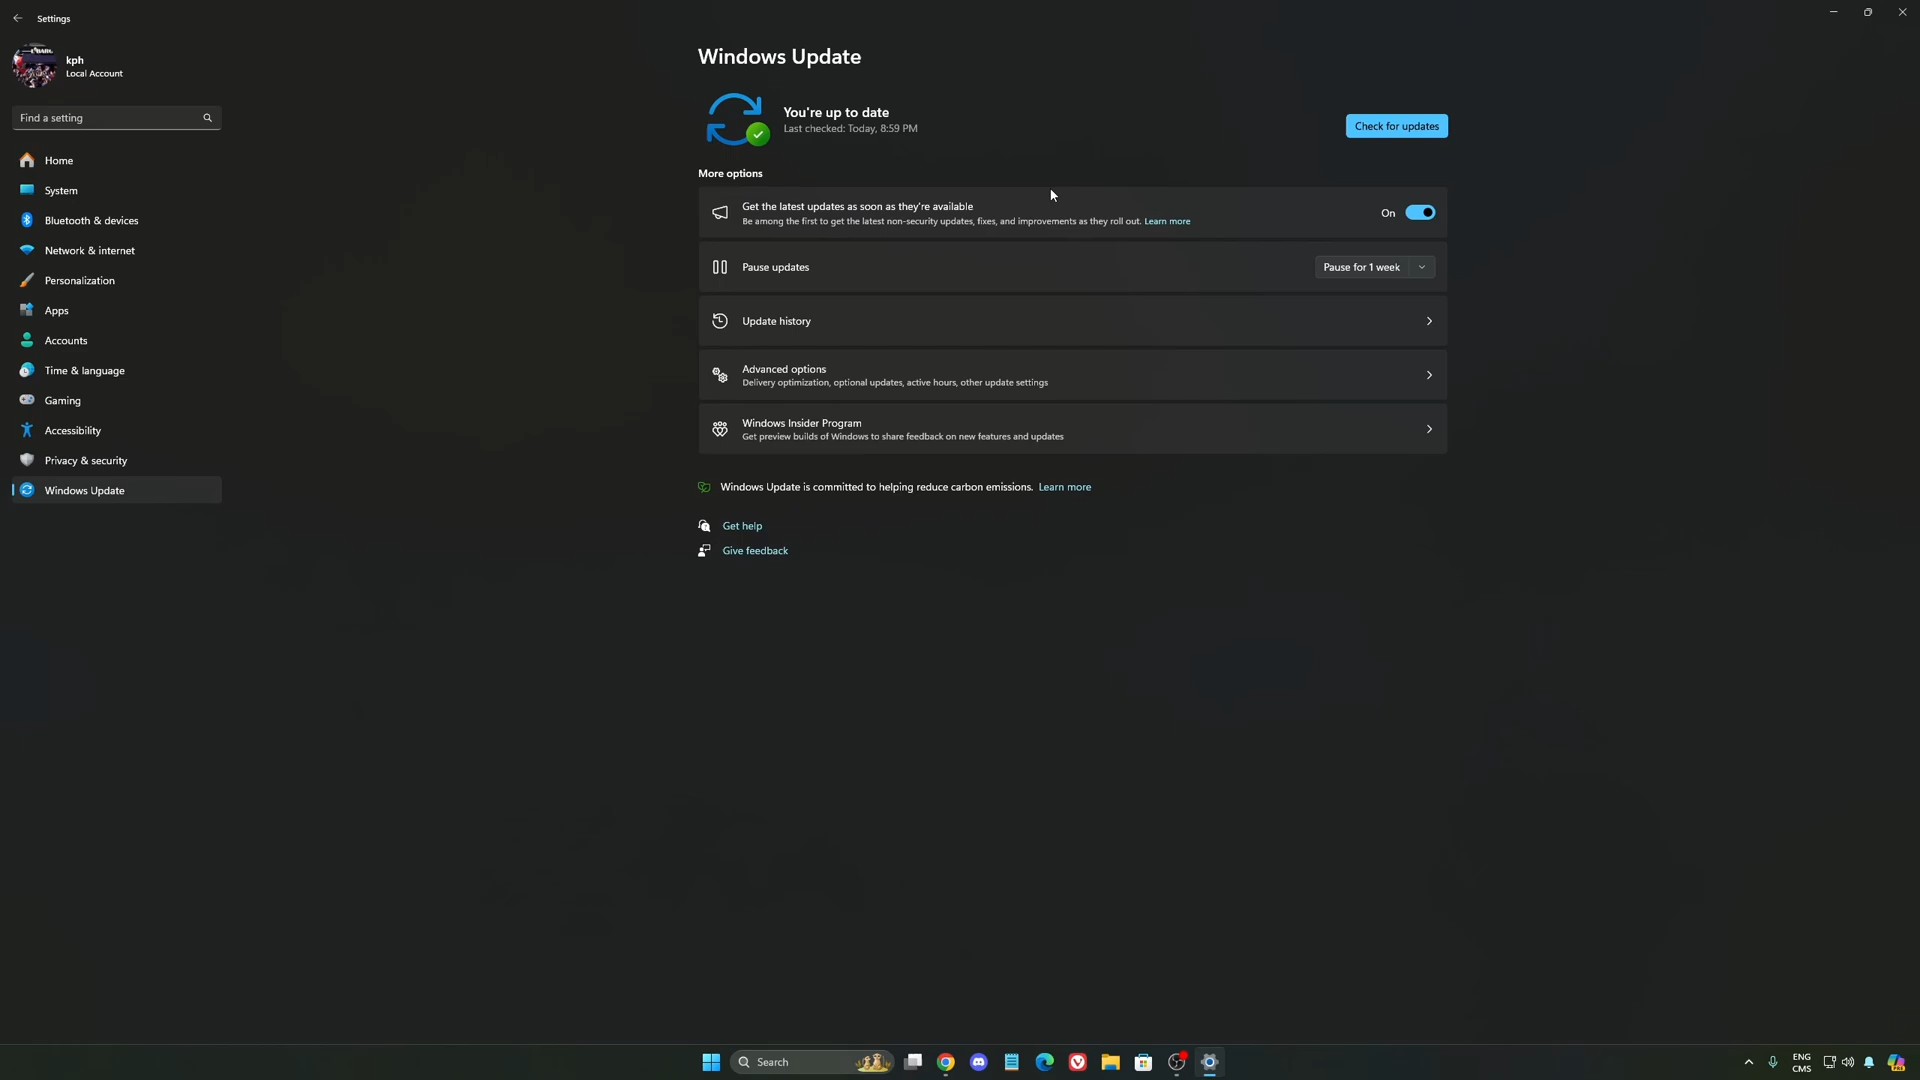 Settings
kph
Local Account
Find a setting
Home
System
Bluetooth & devices
Network & internet
Personalization
Apps
Accounts
Time & language
Gaming
Accessibility
Privacy & security
Windows Update
Windows Update
You're up to date
Last checked: Today, 8:59 PM
Check for updates
More options
Get the latest updates as soon as they're available
Be among the first to get the latest non-security updates, fixes, and improvements as they roll out. Learn more
On
Pause updates
Pause for 1 week
Update history
Advanced options
Delivery optimization, optional updates, active hours, other update settings
Windows Insider Program
Get preview builds of Windows to share feedback on new features and updates
Windows Update is committed to helping reduce carbon emissions. Learn more
Get help
Give feedback
Search
ENG
CMS